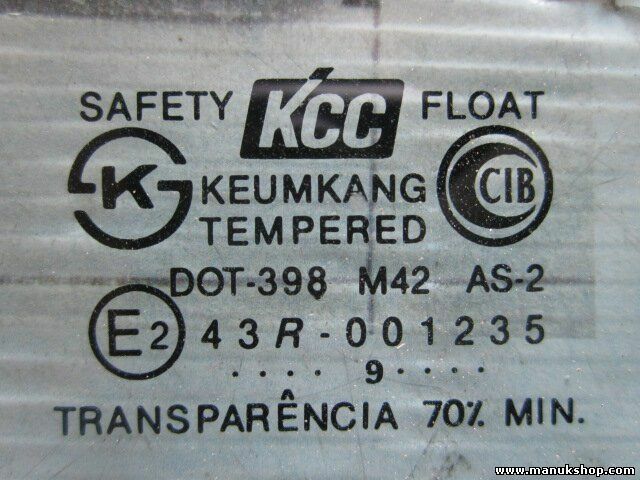 SAFETY KCC FLOAT
K KEUMKANG CIB
TEMPERED
DOT-398 M42 AS-2
E2 43R-001235
.... 9 ....
TRANSPARÊNCIA 70% MIN.
www.manukshop.com